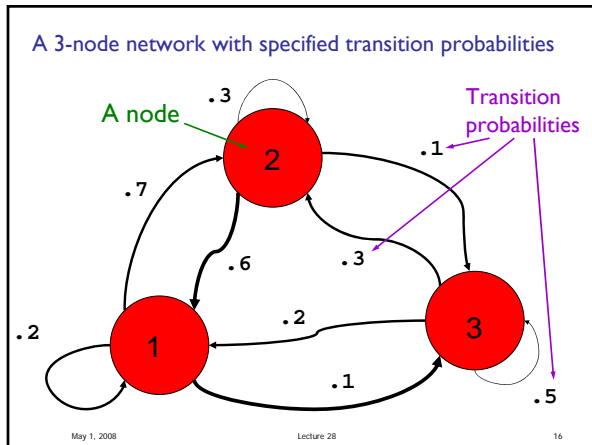 A 3-node network with specified transition probabilities
.3
A node
Transition
probabilities
2
.1
.7
.6
.3
.2
1
.2
3
.1
.5
May 1, 2008
Lecture 28
16